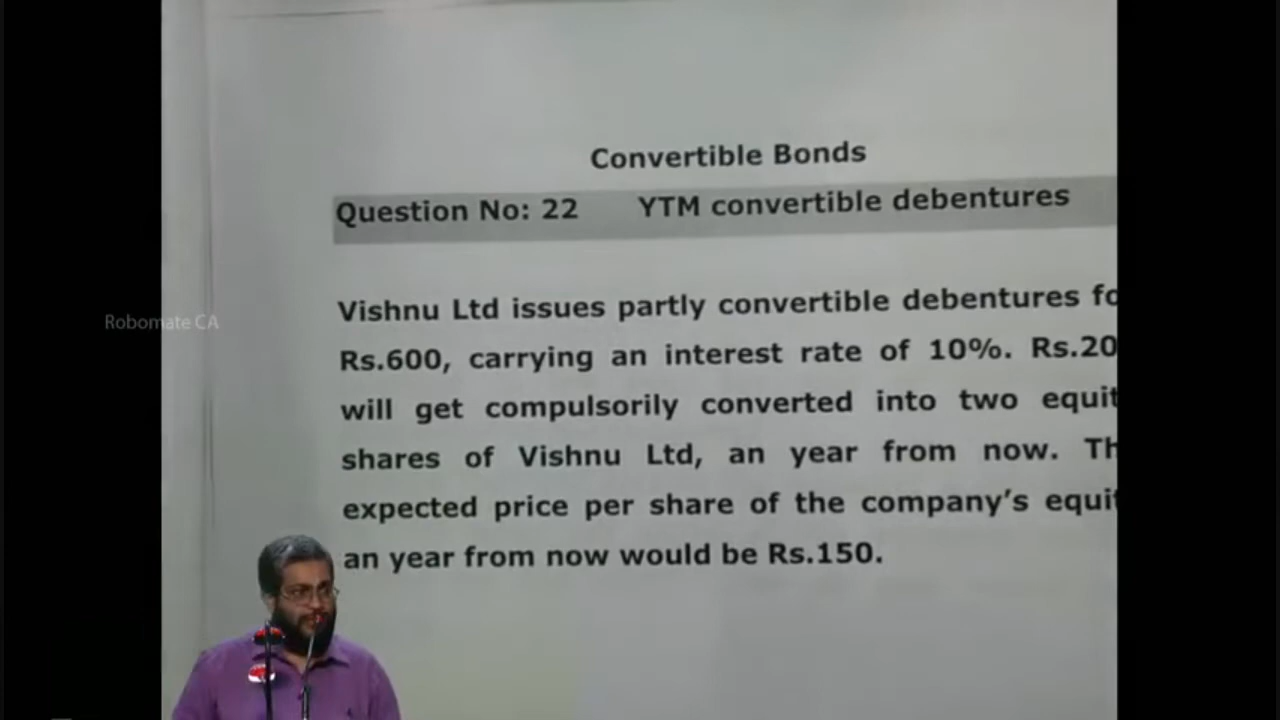 Convertible Bonds
Question No: 22 YTM convertible debentures
Vishnu Ltd issues partly convertible debentures fo
Rs.600, carrying an interest rate of 10%. Rs.20
will get compulsorily converted into two equit
shares of Vishnu Ltd, an year from now. Th
expected price per share of the company's equit
an year from now would be Rs.150.
Robomate CA